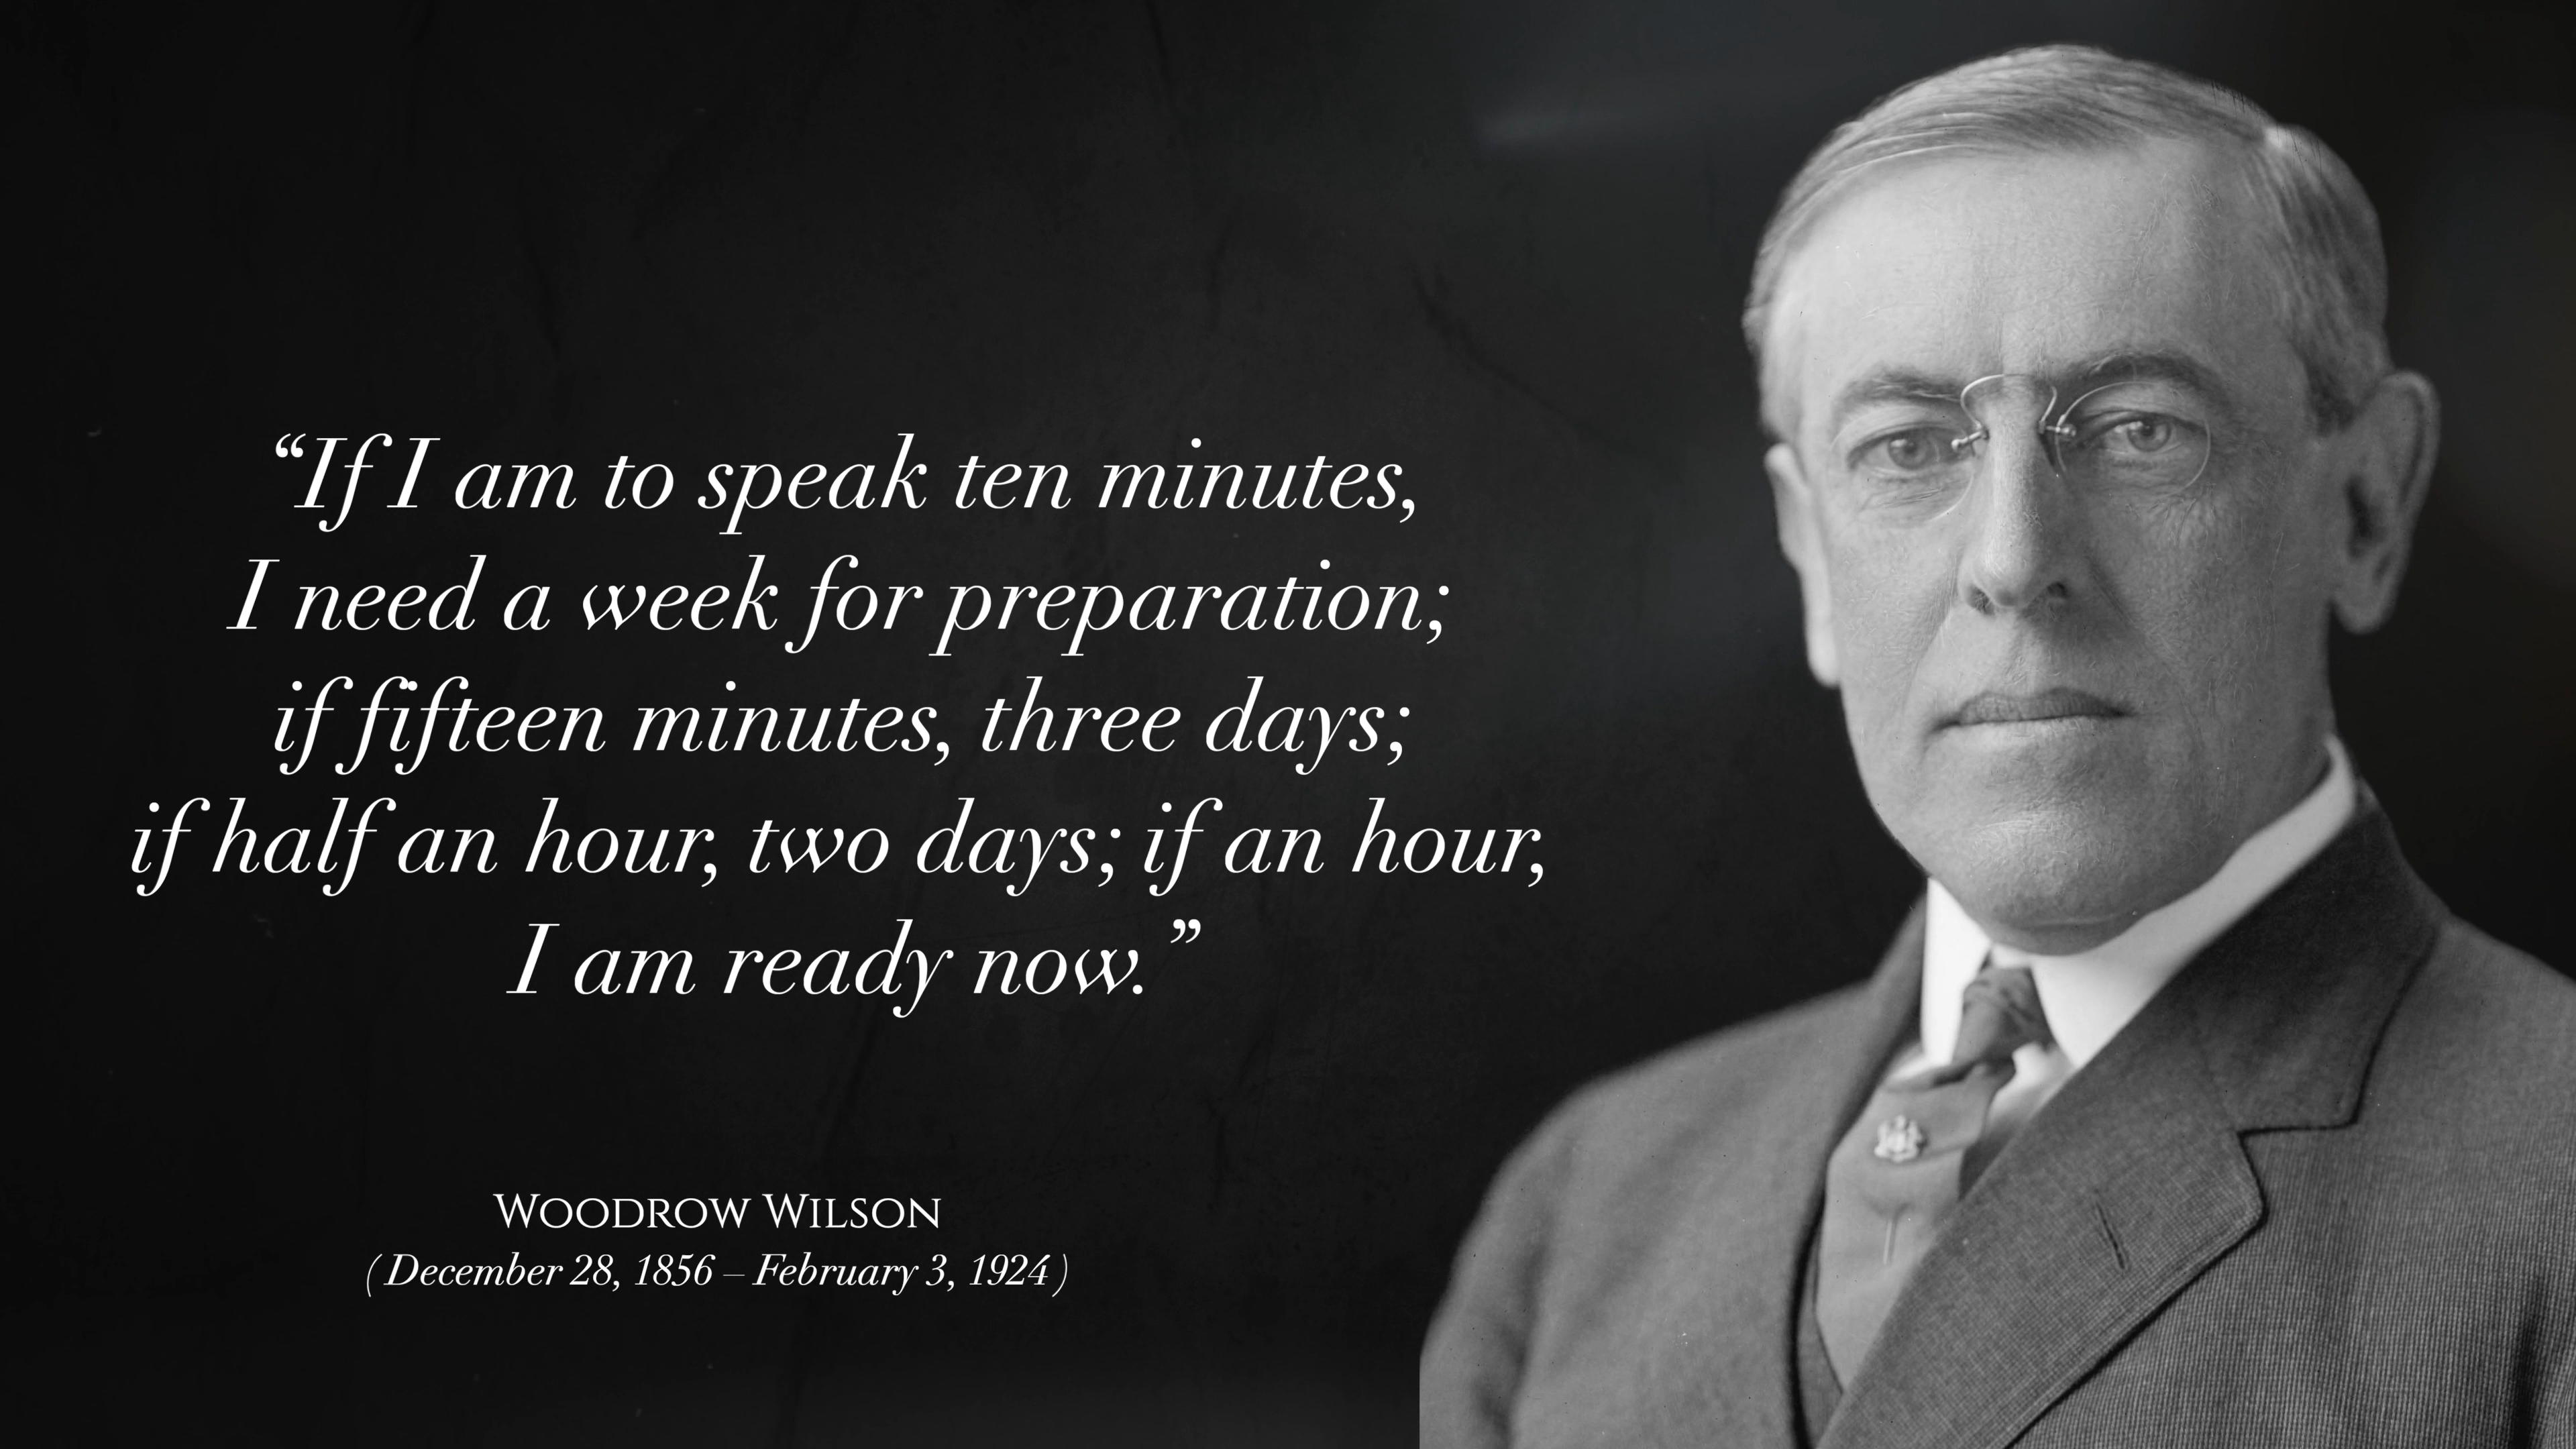 “If I am to speak ten minutes,
I need a week for preparation;
if fifteen minutes, three days;
if half an hour, two days; if an hour,
I am ready now.”
WOODROW WILSON
( December 28, 1856 – February 3, 1924 )